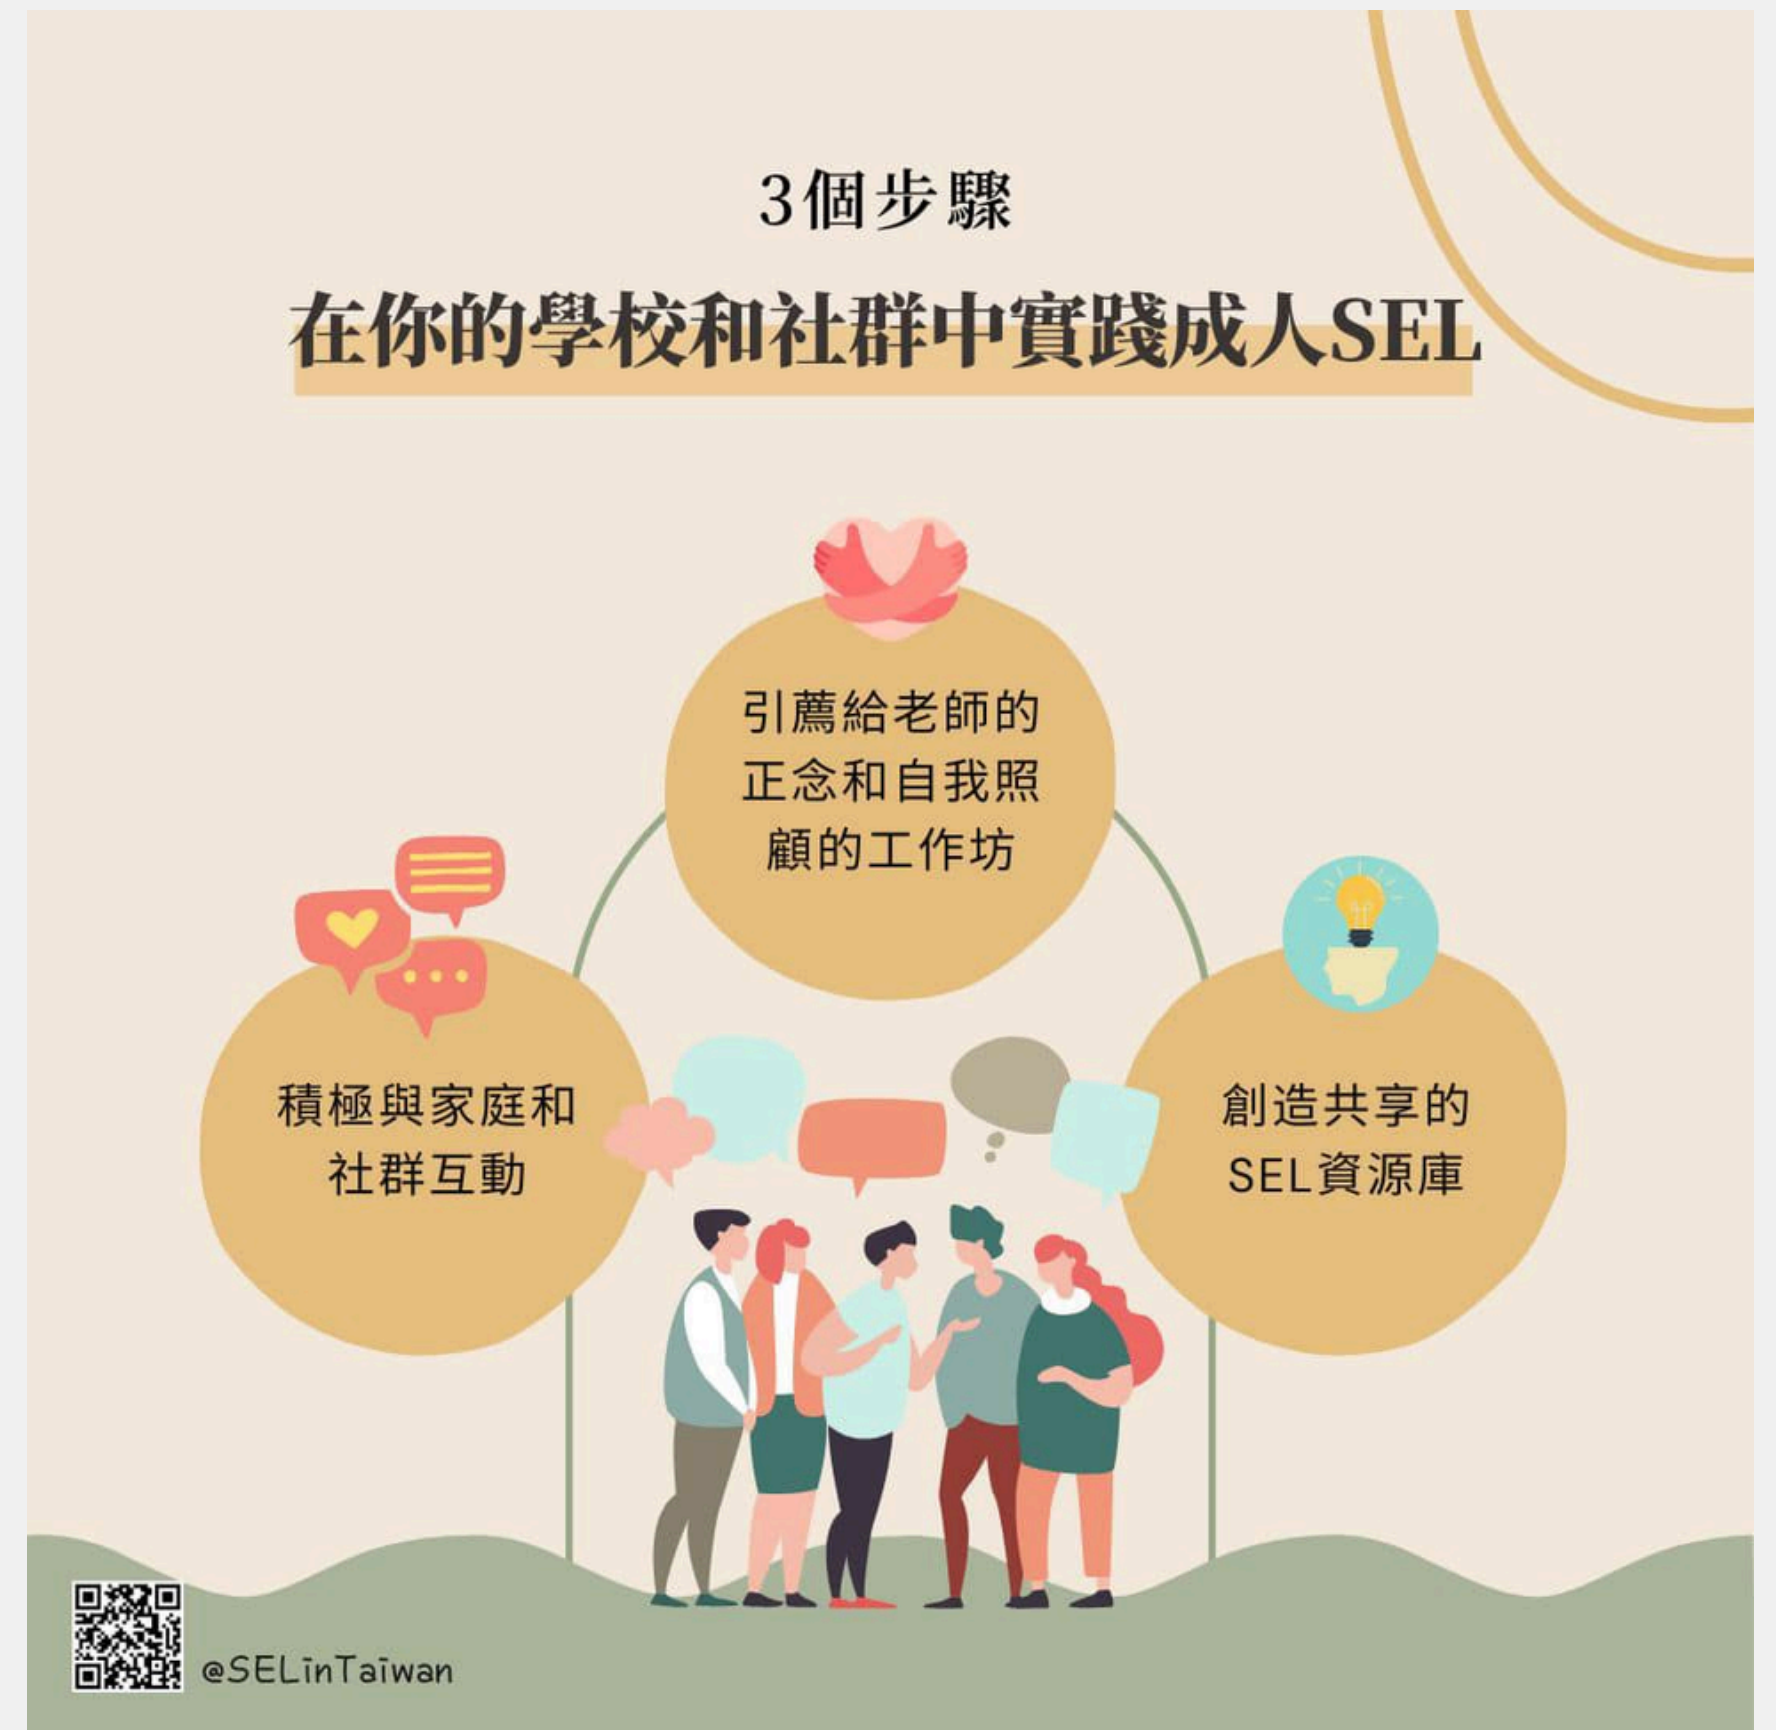 3個步驟
在你的學校和社群中實踐成人SEL
引薦給老師的
正念和自我照
顧的工作坊
積極與家庭和
社群互動
創造共享的
SEL資源庫
@SELinTaiwan